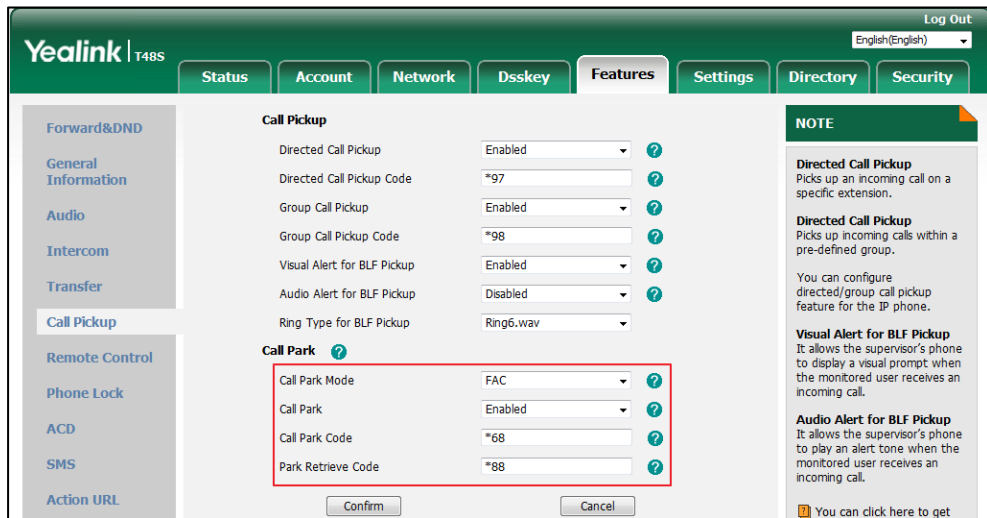 Log Out
English(English)
Yealink | T48S
Status
Account
Network
Dsskey
Features
Settings
Directory
Security
Forward&DND
General
Information
Audio
Intercom
Transfer
Call Pickup
Remote Control
Phone Lock
ACD
SMS
Action URL
Call Pickup
Directed Call Pickup Enabled
Directed Call Pickup Code *97
Group Call Pickup Enabled
Group Call Pickup Code *98
Visual Alert for BLF Pickup Enabled
Audio Alert for BLF Pickup Disabled
Ring Type for BLF Pickup Ring6.wav
Call Park
Call Park Mode FAC
Call Park Enabled
Call Park Code *68
Park Retrieve Code *88
Confirm Cancel
NOTE
Directed Call Pickup
Picks up an incoming call on a
specific extension.
Directed Call Pickup
Picks up incoming calls within a
pre-defined group.
You can configure
directed/group call pickup
feature for the IP phone.
Visual Alert for BLF Pickup
It allows the supervisor's phone
to display a visual prompt when
the monitored user receives an
incoming call.
Audio Alert for BLF Pickup
It allows the supervisor's phone
to play an alert tone when the
monitored user receives an
incoming call.
You can click here to get